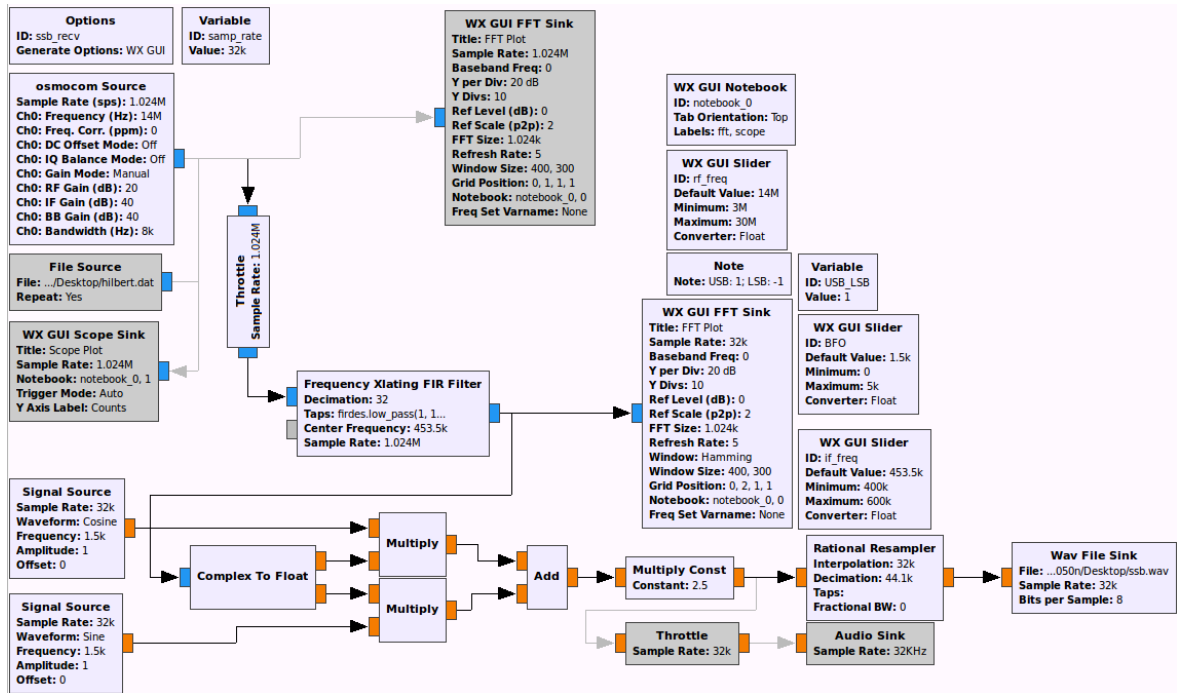 Options
ID: ssb_recv
Generate Options: WX GUI
Variable
ID: samp_rate
Value: 32k
osmocom Source
Sample Rate (sps): 1.024M
Ch0: Frequency (Hz): 14M
Ch0: Freq. Corr. (ppm): 0
Ch0: DC Offset Mode: Off
Ch0: IQ Balance Mode: Off
Ch0: Gain Mode: Manual
Ch0: RF Gain (dB): 20
Ch0: IF Gain (dB): 40
Ch0: BB Gain (dB): 40
Ch0: Bandwidth (Hz): 8k
WX GUI FFT Sink
Title: FFT Plot
Sample Rate: 1.024M
Baseband Freq: 0
Y per Div: 20 dB
Y Divs: 10
Ref Level (dB): 0
Ref Scale (p2p): 2
FFT Size: 1.024k
Refresh Rate: 5
Window Size: 400, 300
Grid Position: 0, 1, 1, 1
Notebook: notebook_0, 0
Freq Set Varname: None
WX GUI Notebook
ID: notebook_0
Tab Orientation: Top
Labels: fft, scope
WX GUI Slider
ID: rf_freq
Default Value: 14M
Minimum: 3M
Maximum: 30M
Converter: Float
Throttle
Sample Rate: 1.024M
File Source
File: .../Desktop/hilbert.dat
Repeat: Yes
Note
Note: USB: 1; LSB: -1
Variable
ID: USB_LSB
Value: 1
WX GUI Scope Sink
Title: Scope Plot
Sample Rate: 1.024M
Notebook: notebook_0, 1
Trigger Mode: Auto
Y Axis Label: Counts
WX GUI FFT Sink
Title: FFT Plot
Sample Rate: 32k
Baseband Freq: 0
Y per Div: 20 dB
Y Divs: 10
Ref Level (dB): 0
Ref Scale (p2p): 2
FFT Size: 1.024k
Refresh Rate: 5
Window: Hamming
Window Size: 400, 300
Grid Position: 0, 2, 1, 1
Notebook: notebook_0, 0
Freq Set Varname: None
WX GUI Slider
ID: BFO
Default Value: 1.5k
Minimum: 0
Maximum: 5k
Converter: Float
Frequency Xlating FIR Filter
Decimation: 32
Taps: firdes.low_pass(1, 1...
Center Frequency: 453.5k
Sample Rate: 1.024M
WX GUI Slider
ID: if_freq
Default Value: 453.5k
Minimum: 400k
Maximum: 600k
Converter: Float
Signal Source
Sample Rate: 32k
Waveform: Cosine
Frequency: 1.5k
Amplitude: 1
Offset: 0
Complex To Float
Multiply
Multiply
Add
Multiply Const
Constant: 2.5
Rational Resampler
Interpolation: 32k
Decimation: 44.1k
Taps:
Fractional BW: 0
Wav File Sink
File: ...050n/Desktop/ssb.wav
Sample Rate: 32k
Bits per Sample: 8
Signal Source
Sample Rate: 32k
Waveform: Sine
Frequency: 1.5k
Amplitude: 1
Offset: 0
Throttle
Sample Rate: 32k
Audio Sink
Sample Rate: 32KHz